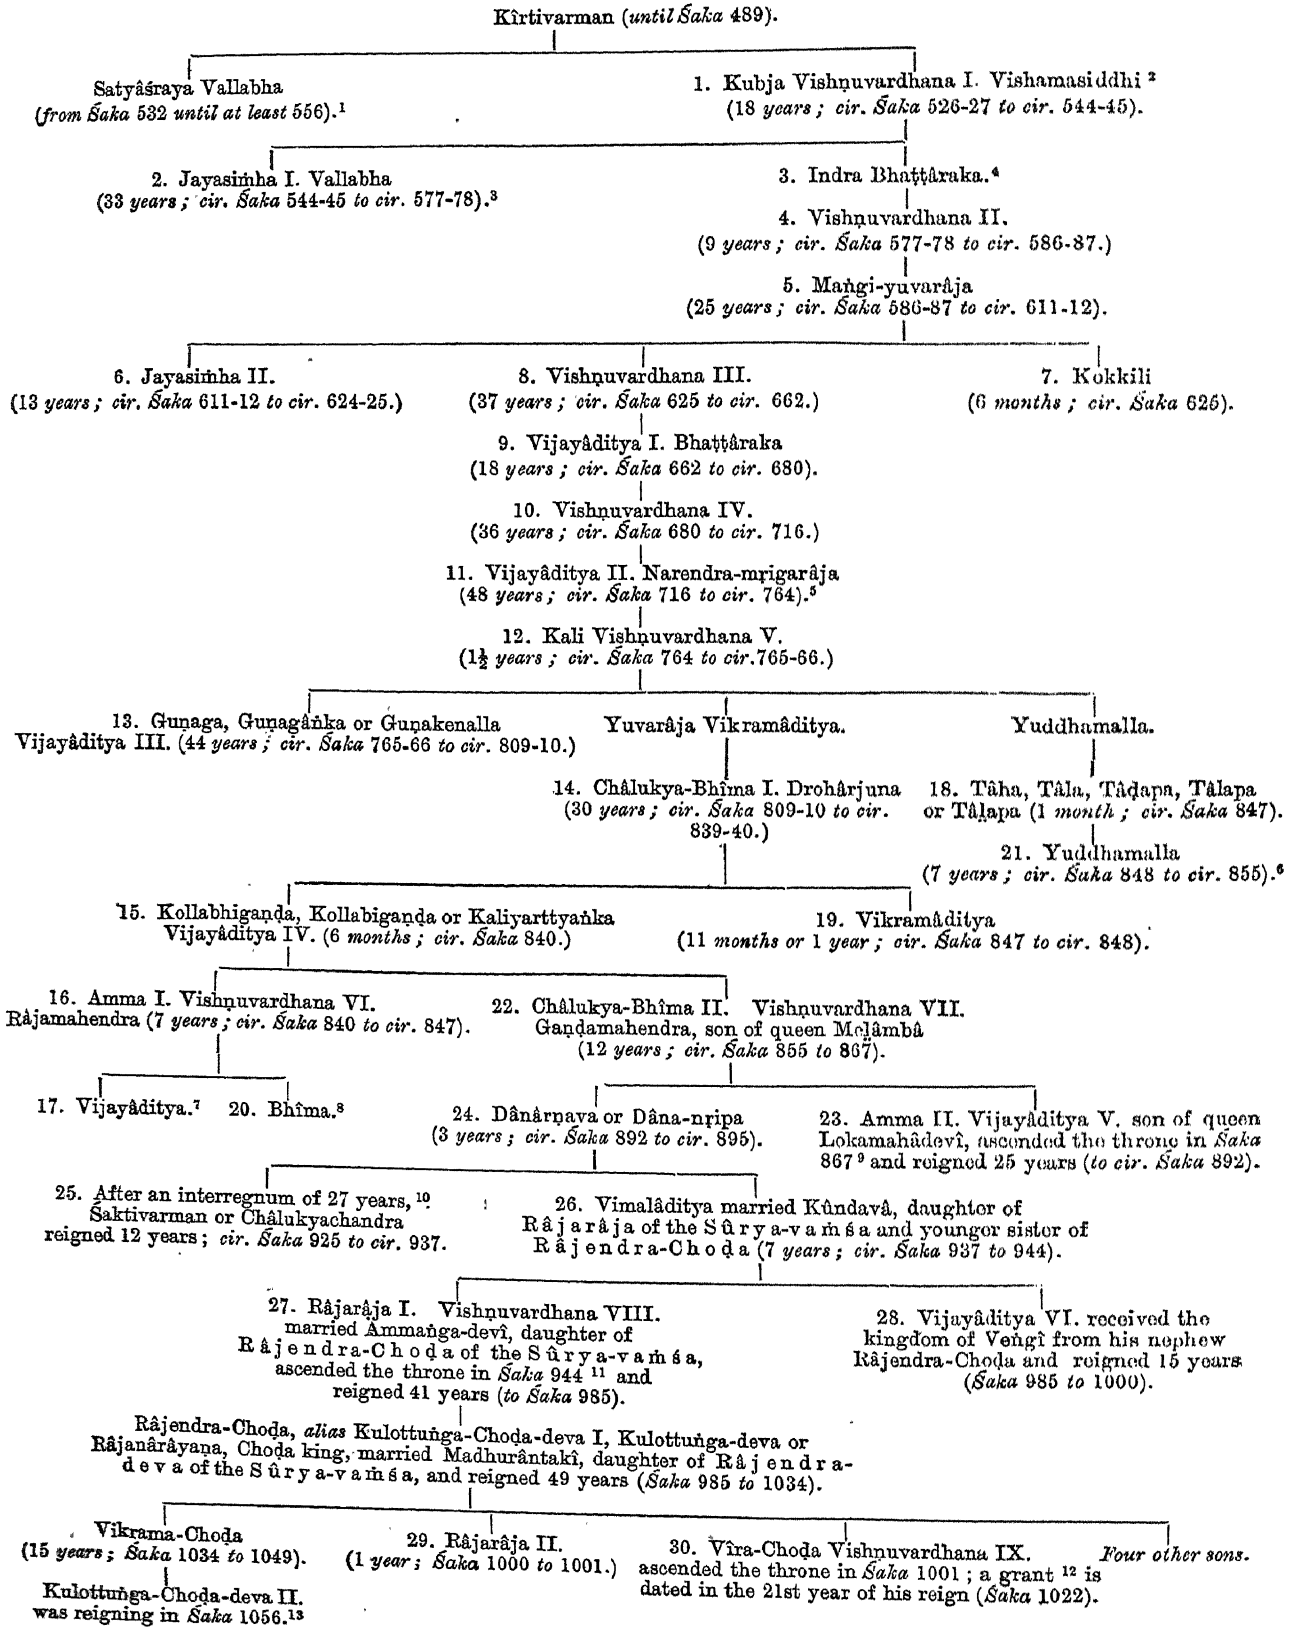 Kîrtivarman (until Śaka 489).
Satyâśraya Vallabha
(from Śaka 532 until at least 556).¹
1. Kubja Vishṇuvardhana I. Vishamasiddhi ²
(18 years; cir. Śaka 526-27 to cir. 544-45).
2. Jayasiṁha I. Vallabha
(33 years; cir. Śaka 544-45 to cir. 577-78).³
3. Indra Bhaṭṭâraka.⁴
4. Vishṇuvardhana II.
(9 years; cir. Śaka 577-78 to cir. 586-87.)
5. Maṅgi-yuvarâja
(25 years; cir. Śaka 586-87 to cir. 611-12).
6. Jayasiṁha II.
(13 years; cir. Śaka 611-12 to cir. 624-25.)
8. Vishṇuvardhana III.
(37 years; cir. Śaka 625 to cir. 662.)
7. Kokkili
(6 months; cir. Śaka 625).
9. Vijayâditya I. Bhaṭṭâraka
(18 years; cir. Śaka 662 to cir. 680).
10. Vishṇuvardhana IV.
(36 years; cir. Śaka 680 to cir. 716.)
11. Vijayâditya II. Narendra-mṛigarâja
(48 years; cir. Śaka 716 to cir. 764).⁵
12. Kali Vishṇuvardhana V.
(1½ years; cir. Śaka 764 to cir. 765-66.)
13. Guṇaga, Guṇagâṅka or Guṇakenalla
Vijayâditya III. (44 years; cir. Śaka 765-66 to cir. 809-10.)
Yuvarâja Vikramâditya.
Yuddhamalla.
14. Châlukya-Bhîma I. Drohârjuna
(30 years; cir. Śaka 809-10 to cir.
839-40.)
18. Tâha, Tâla, Tâḍapa, Tâlapa
or Tâḷapa (1 month; cir. Śaka 847).
21. Yuddhamalla
(7 years; cir. Śaka 848 to cir. 855).⁶
15. Kollabhigaṇḍa, Kollabigaṇḍa or Kaliyarttyaṅka
Vijayâditya IV. (6 months; cir. Śaka 840.)
19. Vikramâditya
(11 months or 1 year; cir. Śaka 847 to cir. 848).
16. Amma I. Vishṇuvardhana VI.
Râjamahendra (7 years; cir. Śaka 840 to cir. 847).
22. Châlukya-Bhîma II. Vishṇuvardhana VII.
Gaṇḍamahendra, son of queen Meḷâmbâ
(12 years; cir. Śaka 855 to 867).
17. Vijayâditya.⁷
20. Bhîma.⁸
24. Dânârṇava or Dâna-nṛipa
(3 years; cir. Śaka 892 to cir. 895).
23. Amma II. Vijayâditya V. son of queen
Lokamahâdevî, ascended the throne in Śaka
867 ⁹ and reigned 25 years (to cir. Śaka 892).
25. After an interregnum of 27 years, ¹⁰
Śaktivarman or Châlukyachandra
reigned 12 years; cir. Śaka 925 to cir. 937.
26. Vimalâditya married Kûndavâ, daughter of
Râjarâja of the Sûrya-vaṁśa and younger sister of
Râjendra-Choḍa (7 years; cir. Śaka 937 to 944).
27. Râjarâja I. Vishṇuvardhana VIII.
married Ammaṅga-devî, daughter of
Râjendra-Choḍa of the Sûrya-vaṁśa,
ascended the throne in Śaka 944 ¹¹ and
reigned 41 years (to Śaka 985).
28. Vijayâditya VI. received the
kingdom of Veṅgî from his nephew
Râjendra-Choḍa and reigned 15 years
(Śaka 985 to 1000).
Râjendra-Choḍa, alias Kulottuṅga-Choḍa-deva I, Kulottuṅga-deva or
Râjanârâyaṇa, Choḍa king, married Madhurântakî, daughter of Râjendra-
deva of the Sûrya-vaṁśa, and reigned 49 years (Śaka 985 to 1034).
Vikrama-Choḍa
(15 years; Śaka 1034 to 1049).
29. Râjarâja II.
(1 year; Śaka 1000 to 1001.)
30. Vîra-Choḍa Vishṇuvardhana IX.
ascended the throne in Śaka 1001; a grant ¹² is
dated in the 21st year of his reign (Śaka 1022).
Four other sons.
Kulottuṅga-Choḍa-deva II.
was reigning in Śaka 1056.¹³